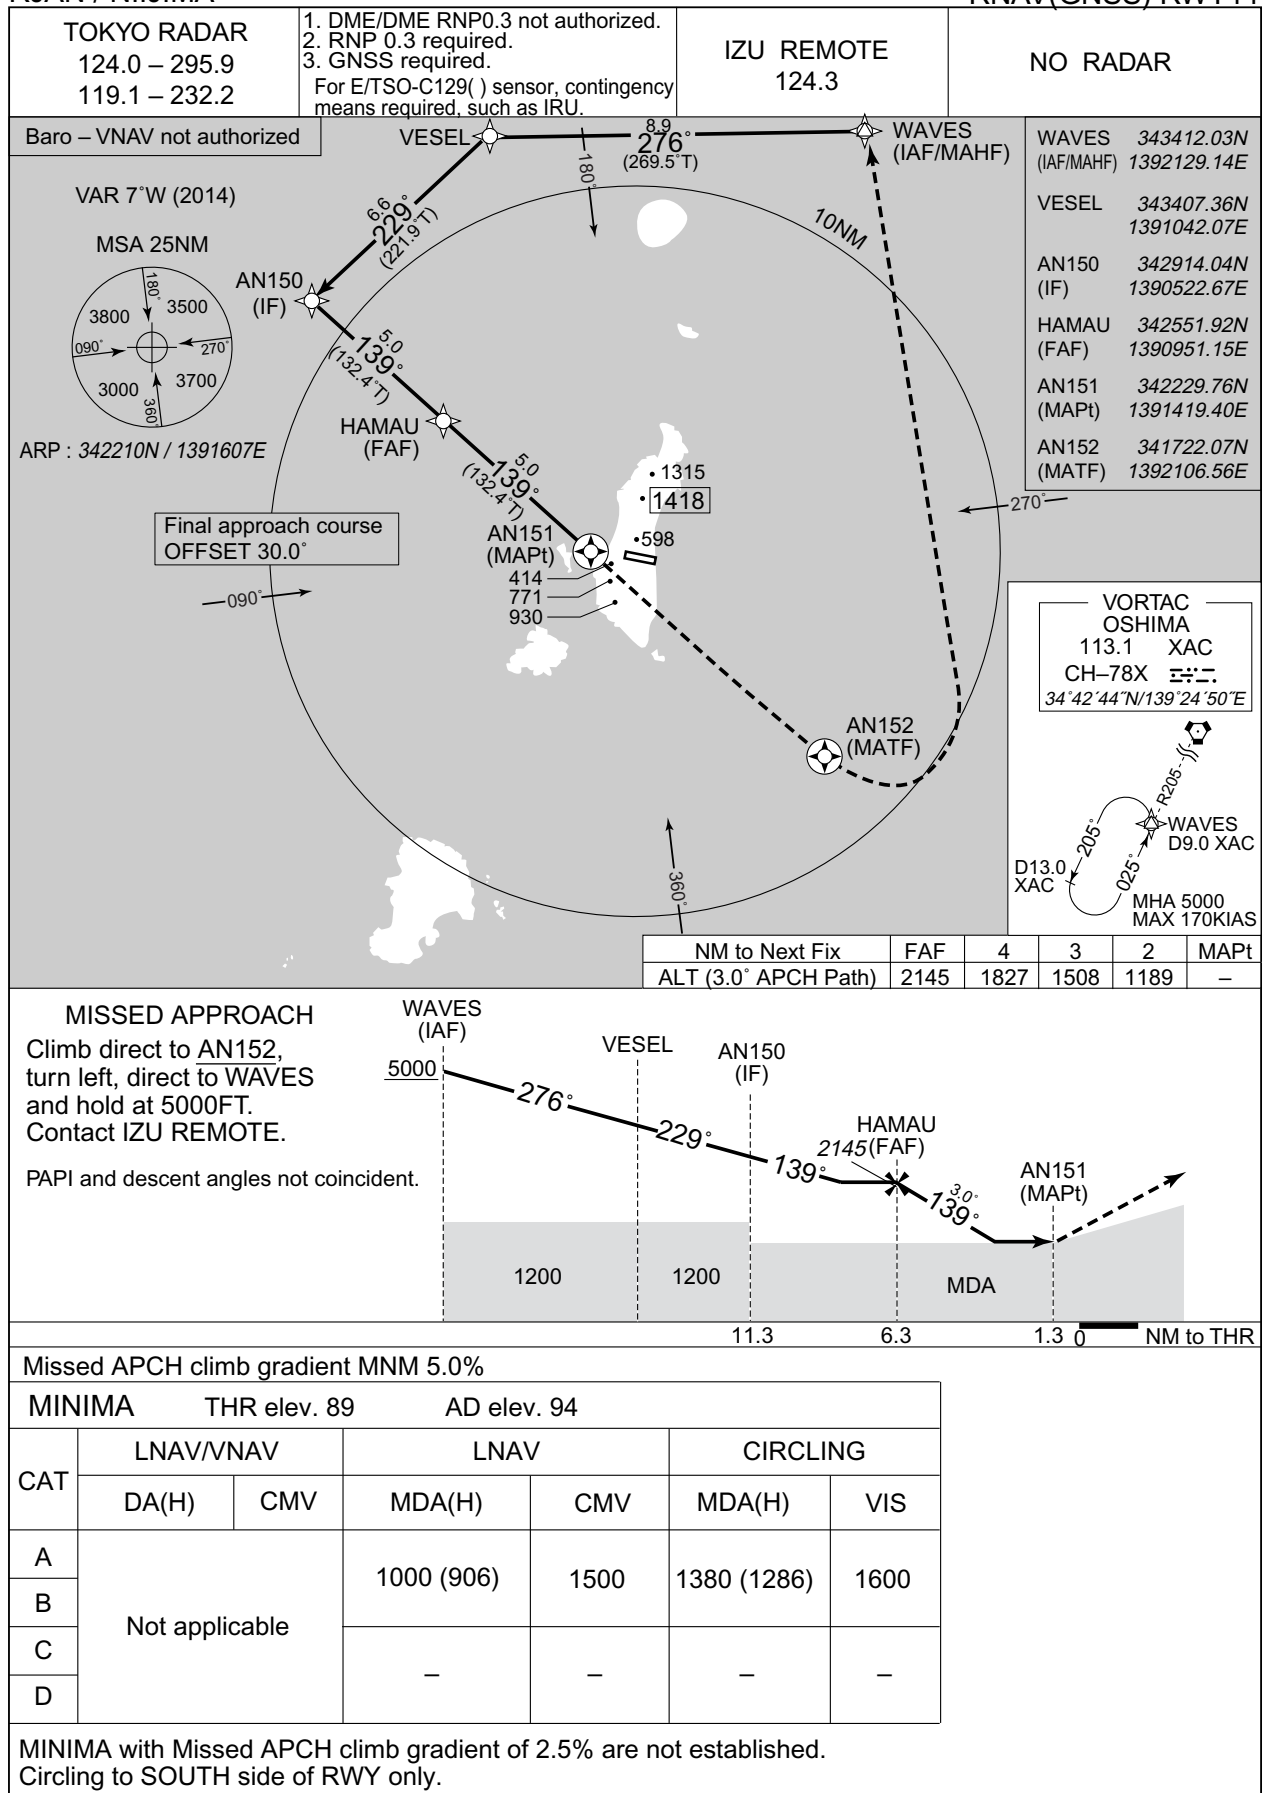 TOKYO RADAR
124.0 – 295.9
119.1 – 232.2
1. DME/DME RNP0.3 not authorized.
2. RNP 0.3 required.
3. GNSS required.
For E/TSO-C129( ) sensor, contingency
means required, such as IRU.
IZU REMOTE
124.3
NO RADAR
Baro – VNAV not authorized
VAR 7˚W (2014)
MSA 25NM
180˚
3800
3500
090˚
270˚
3000
3700
360˚
ARP : 342210N / 1391607E
VESEL
8.9
276˚
(269.5˚T)
WAVES
(IAF/MAHF)
180˚
10NM
6.6
229˚
(221.9˚T)
AN150
(IF)
5.0
139˚
(132.4˚T)
HAMAU
(FAF)
5.0
139˚
(132.4˚T)
Final approach course
OFFSET 30.0˚
AN151
(MAPt)
1315
1418
598
414
771
930
090˚
270˚
360˚
AN152
(MATF)
WAVES 343412.03N
(IAF/MAHF) 1392129.14E
VESEL 343407.36N
1391042.07E
AN150 342914.04N
(IF) 1390522.67E
HAMAU 342551.92N
(FAF) 1390951.15E
AN151 342229.76N
(MAPt) 1391419.40E
AN152 341722.07N
(MATF) 1392106.56E
VORTAC
OSHIMA
113.1 XAC
CH–78X
34˚42´44˝N/139˚24´50˝E
R205
WAVES
D9.0 XAC
205˚
025˚
D13.0
XAC
MHA 5000
MAX 170KIAS
NM to Next Fix FAF 4 3 2 MAPt
ALT (3.0˚ APCH Path) 2145 1827 1508 1189 –
MISSED APPROACH
Climb direct to AN152,
turn left, direct to WAVES
and hold at 5000FT.
Contact IZU REMOTE.
PAPI and descent angles not coincident.
WAVES
(IAF)
5000
276˚
VESEL
229˚
AN150
(IF)
139˚
HAMAU
2145 (FAF)
3.0˚
139˚
AN151
(MAPt)
1200
1200
MDA
11.3 6.3 1.3 0 NM to THR
Missed APCH climb gradient MNM 5.0%
MINIMA THR elev. 89 AD elev. 94
CAT LNAV/VNAV LNAV CIRCLING
DA(H) CMV MDA(H) CMV MDA(H) VIS
A
B
Not applicable
1000 (906) 1500 1380 (1286) 1600
C
D
– – – –
MINIMA with Missed APCH climb gradient of 2.5% are not established.
Circling to SOUTH side of RWY only.